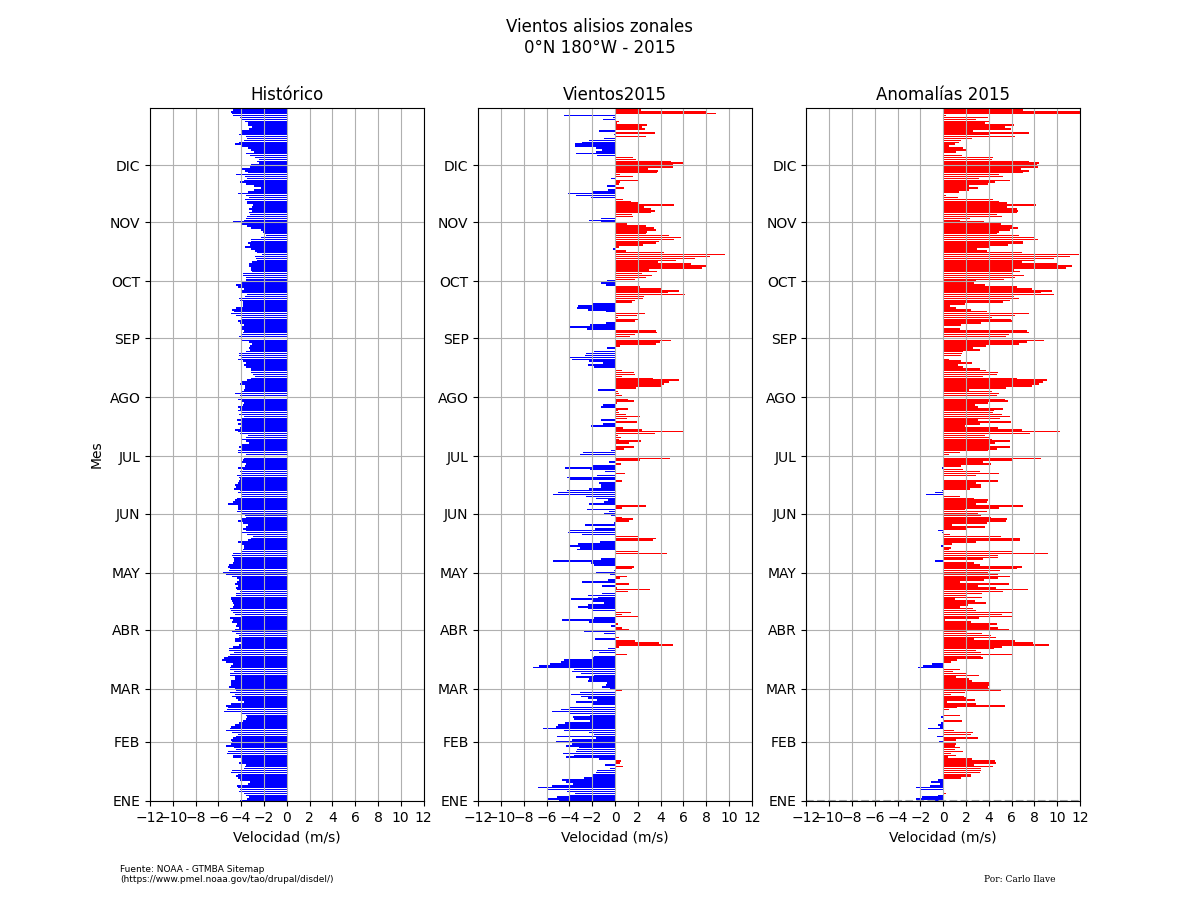 Vientos alisios zonales
0°N 180°W - 2015
Histórico
Vientos2015
Anomalías 2015
DIC
NOV
OCT
SEP
AGO
JUL
JUN
MAY
ABR
MAR
FEB
ENE
Mes
−12 −10 −8 −6 −4 −2 0 2 4 6 8 10 12
Velocidad (m/s)
DIC
NOV
OCT
SEP
AGO
JUL
JUN
MAY
ABR
MAR
FEB
ENE
−12 −10 −8 −6 −4 −2 0 2 4 6 8 10 12
Velocidad (m/s)
DIC
NOV
OCT
SEP
AGO
JUL
JUN
MAY
ABR
MAR
FEB
ENE
−12 −10 −8 −6 −4 −2 0 2 4 6 8 10 12
Velocidad (m/s)
Fuente: NOAA - GTMBA Sitemap
(https://www.pmel.noaa.gov/tao/drupal/disdel/)
Por: Carlo Ilave